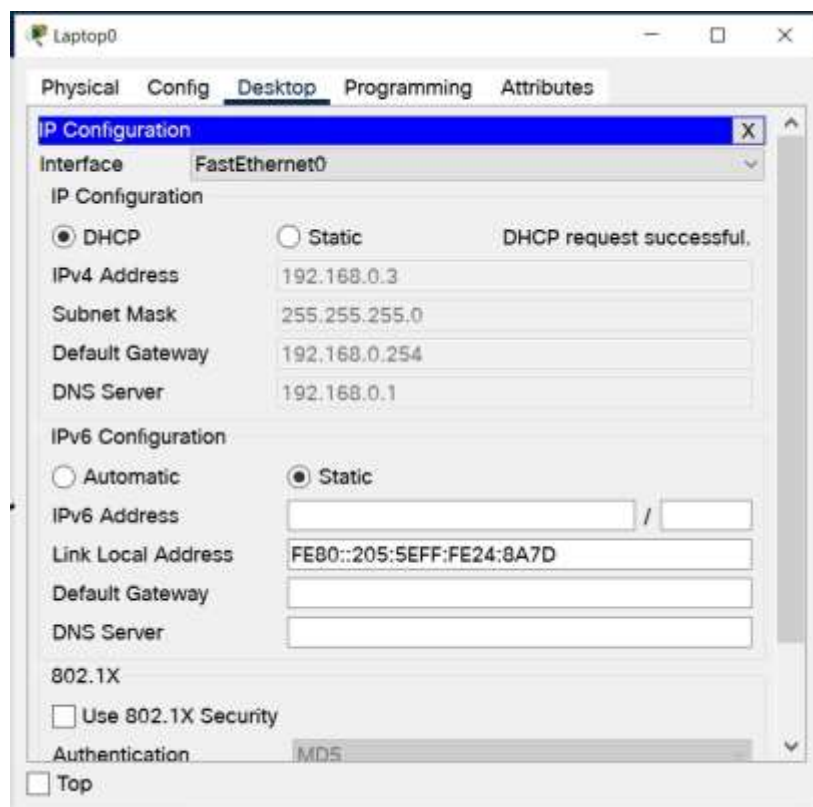 Laptop0
Physical Config Desktop Programming Attributes
IP Configuration X
Interface FastEthernet0
IP Configuration
DHCP Static DHCP request successful.
IPv4 Address 192.168.0.3
Subnet Mask 255.255.255.0
Default Gateway 192.168.0.254
DNS Server 192.168.0.1
IPv6 Configuration
Automatic Static
IPv6 Address /
Link Local Address FE80::205:5EFF:FE24:8A7D
Default Gateway
DNS Server
802.1X
Use 802.1X Security
Authentication MD5
Top